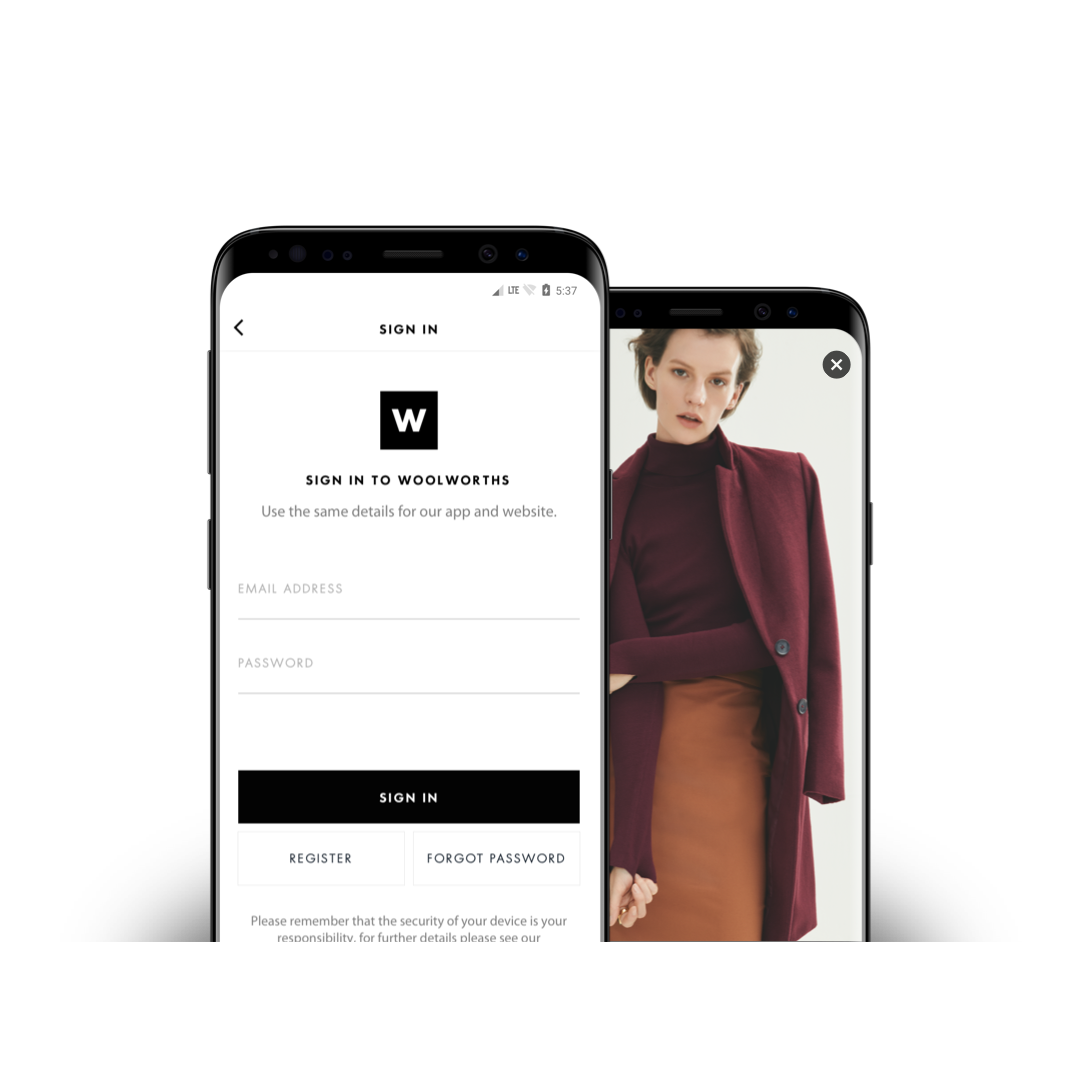 LTE 5:37
SIGN IN
W
SIGN IN TO WOOLWORTHS
Use the same details for our app and website.
EMAIL ADDRESS
PASSWORD
SIGN IN
REGISTER FORGOT PASSWORD
Please remember that the security of your device is your
responsibility, for further details please see our